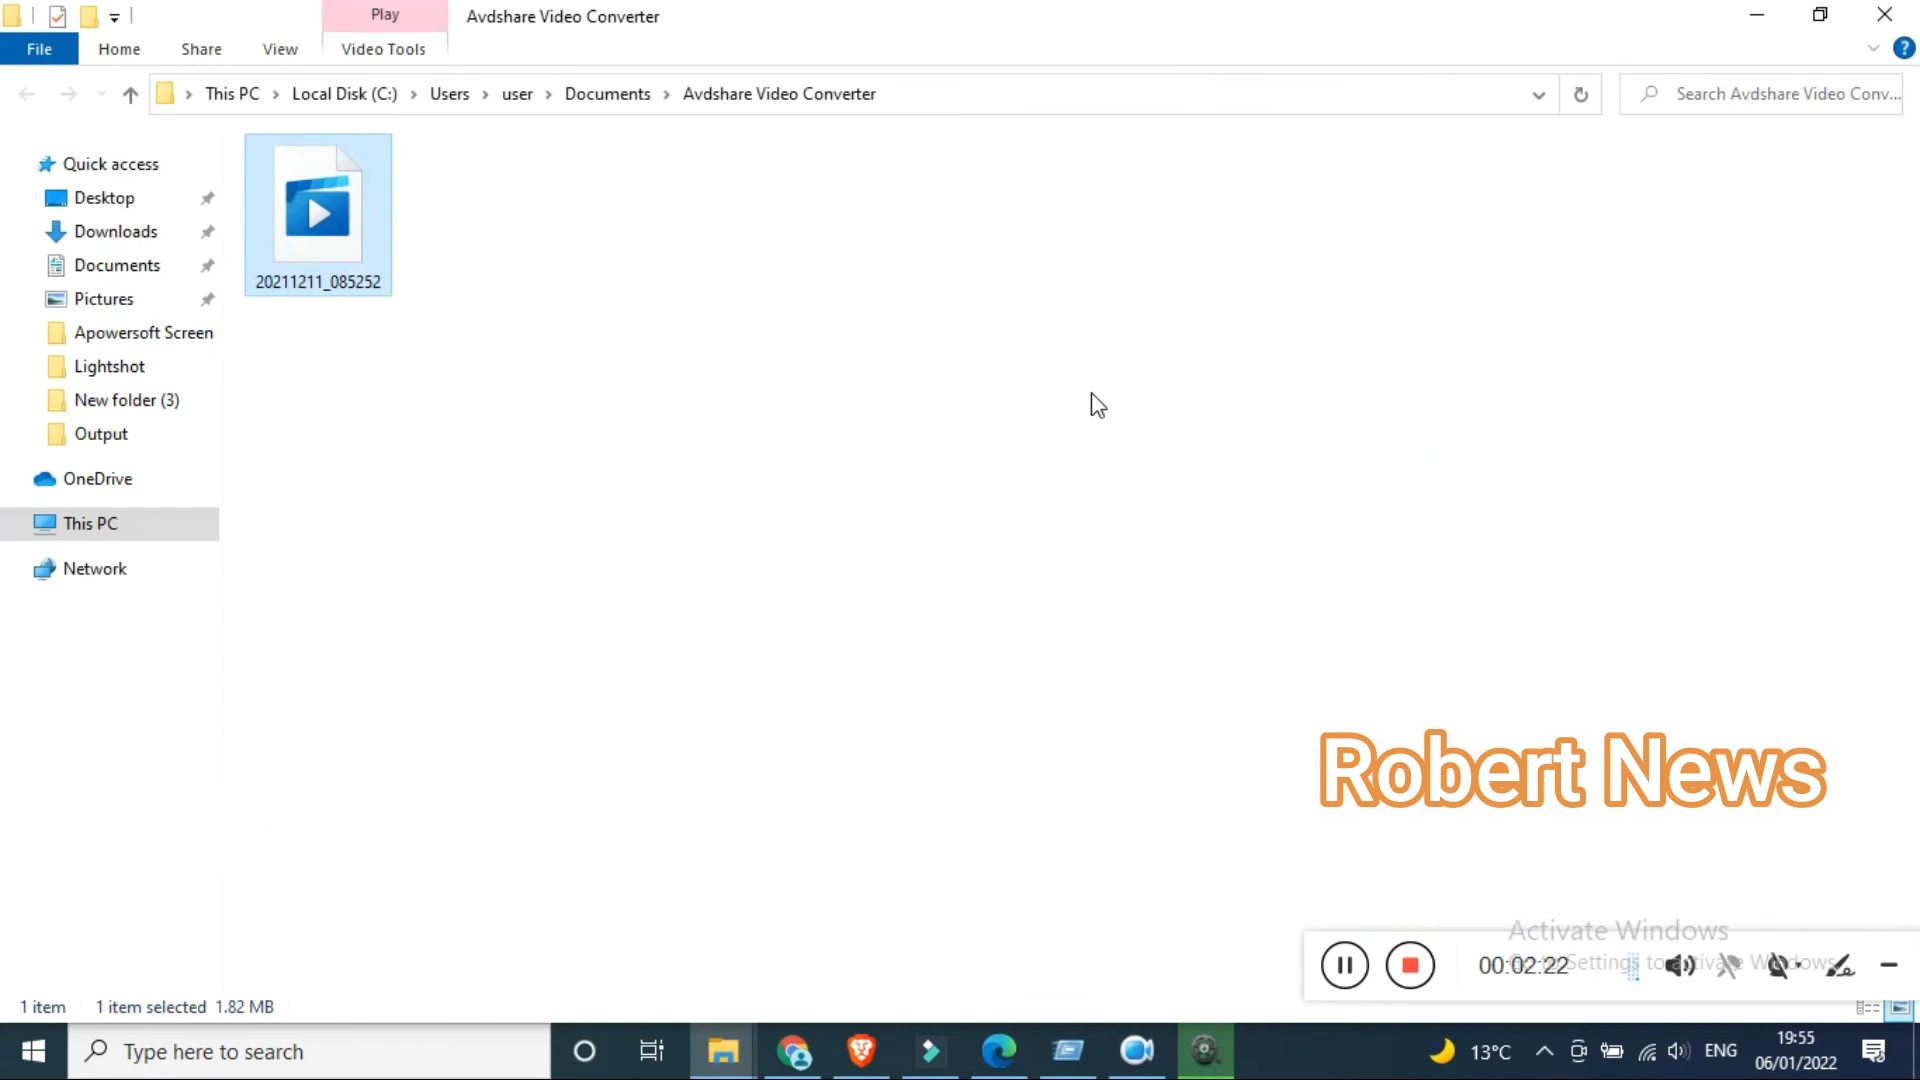 Play
Avdshare Video Converter
File
Home
Share
View
Video Tools
This PC
Local Disk (C:)
Users
user
Documents
Avdshare Video Converter
Search Avdshare Video Conv...
Quick access
Desktop
Downloads
Documents
Pictures
Apowersoft Screen
Lightshot
New folder (3)
Output
OneDrive
This PC
Network
20211211_085252
Robert News
Activate Windows
00:02:22
1 item
1 item selected 1.82 MB
Type here to search
13°C
ENG
19:55
06/01/2022